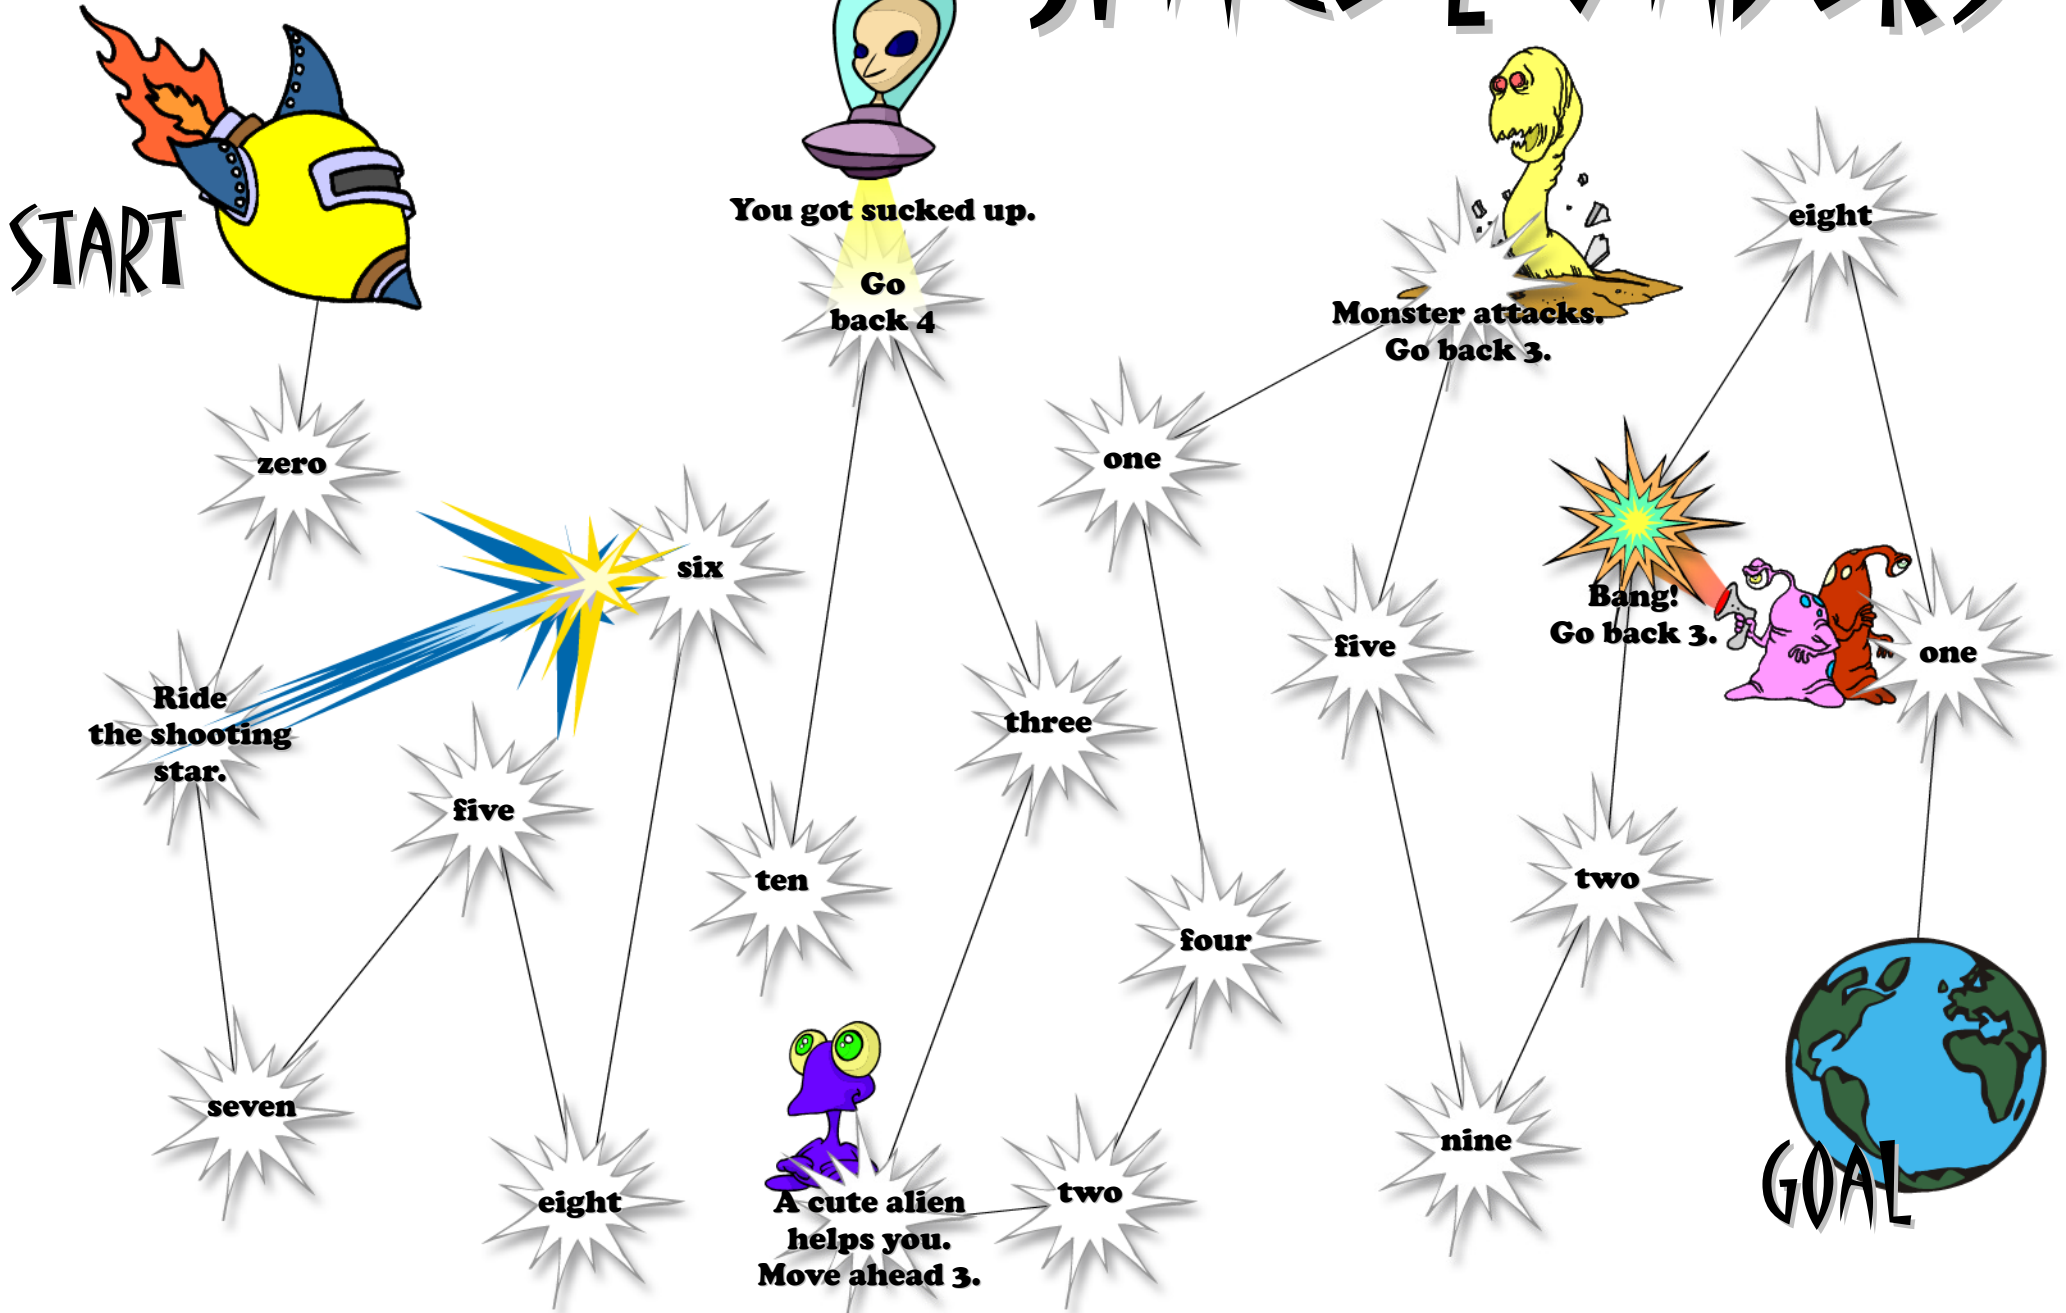 START
zero
Ride
the shooting
star.
seven
five
eight
six
ten
You got sucked up.
Go
back 4
three
A cute alien
helps you.
Move ahead 3.
two
four
one
Monster attacks.
Go back 3.
five
nine
two
Bang!
Go back 3.
eight
one
GOAL